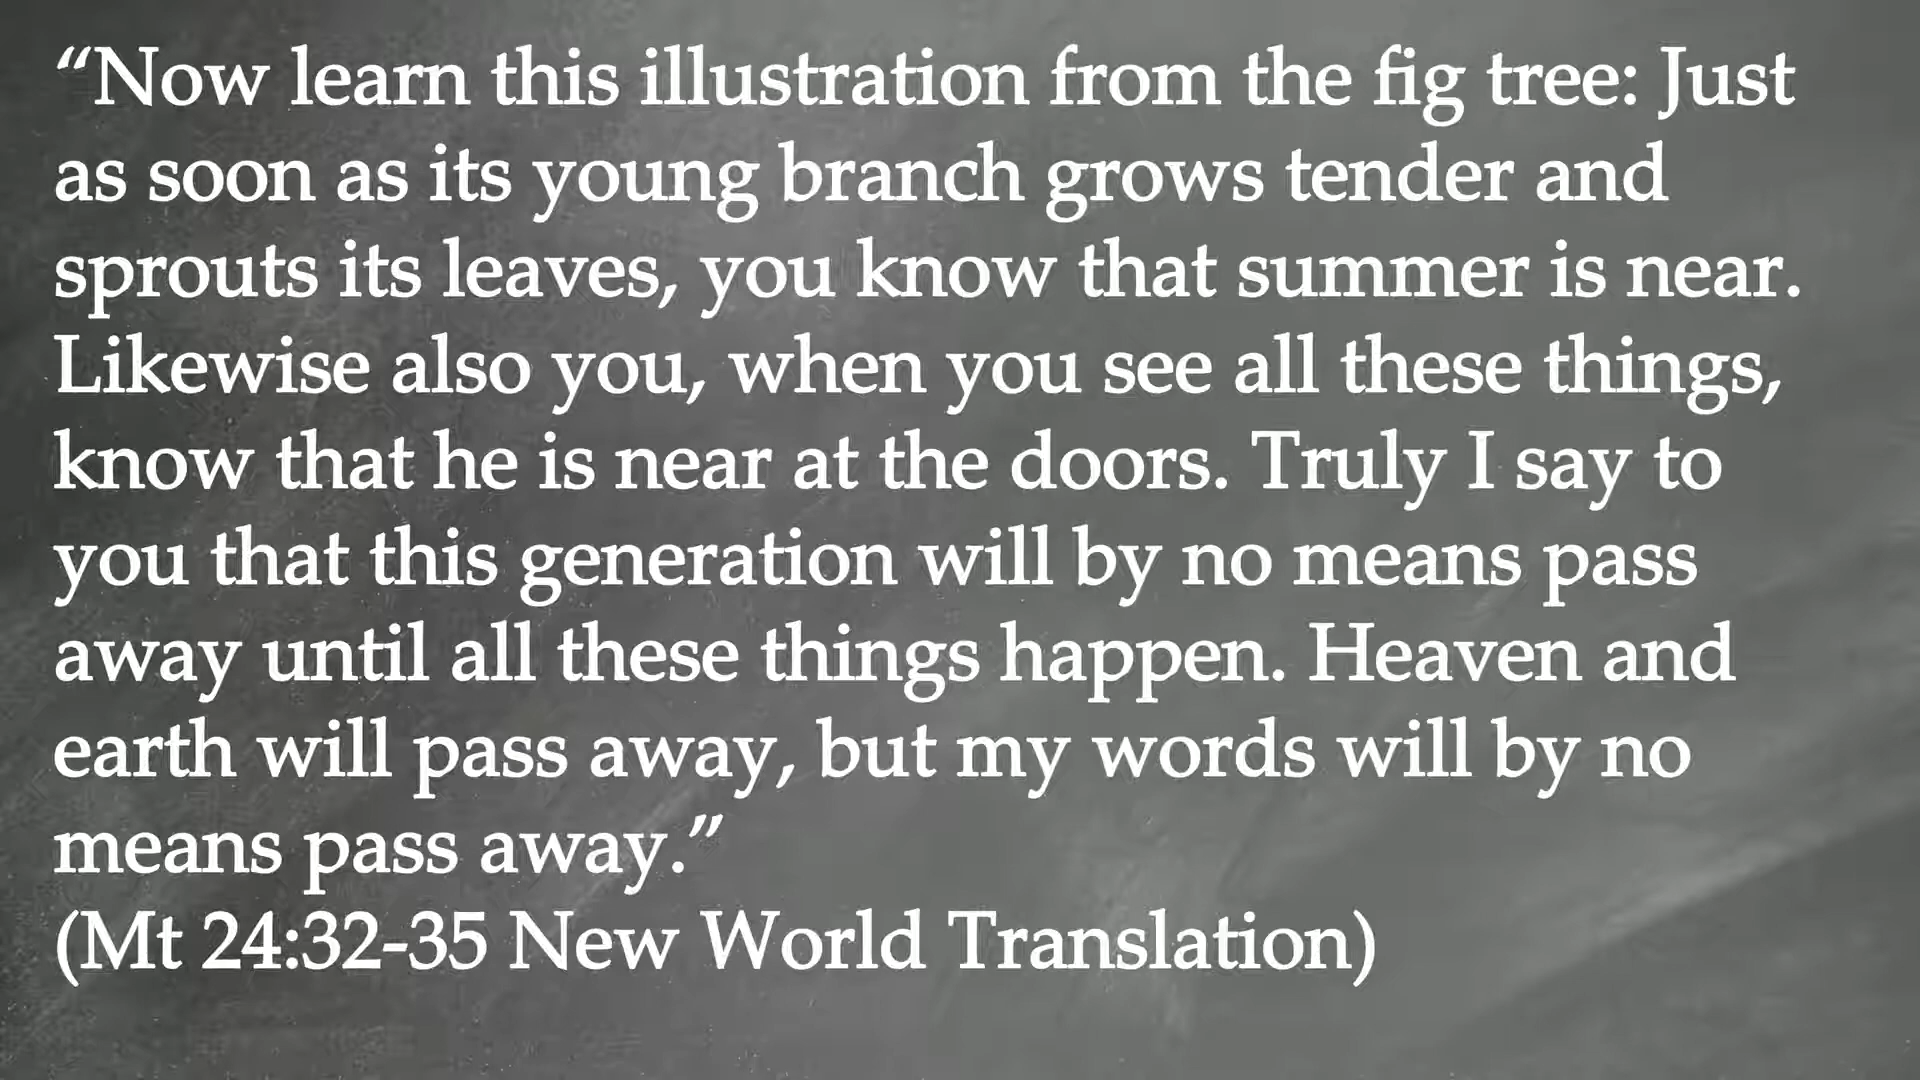 “Now learn this illustration from the fig tree: Just
as soon as its young branch grows tender and
sprouts its leaves, you know that summer is near.
Likewise also you, when you see all these things,
know that he is near at the doors. Truly I say to
you that this generation will by no means pass
away until all these things happen. Heaven and
earth will pass away, but my words will by no
means pass away.”
(Mt 24:32-35 New World Translation)